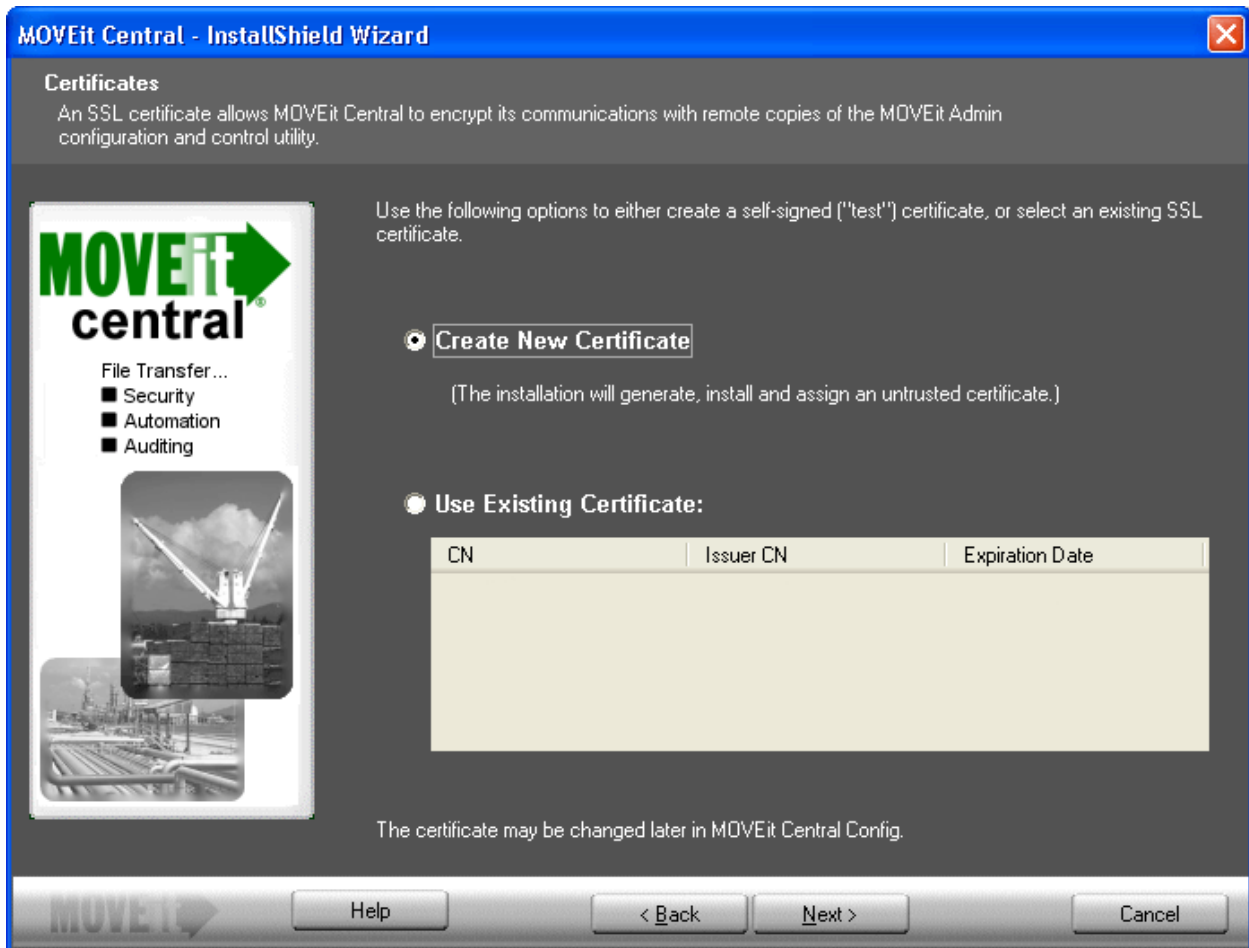 MOVEit Central - InstallShield Wizard
Certificates
An SSL certificate allows MOVEit Central to encrypt its communications with remote copies of the MOVEit Admin
configuration and control utility.
MOVEit
central®
File Transfer...
■ Security
■ Automation
■ Auditing
Use the following options to either create a self-signed ("test") certificate, or select an existing SSL
certificate.
Create New Certificate
(The installation will generate, install and assign an untrusted certificate.)
Use Existing Certificate:
CN Issuer CN Expiration Date
The certificate may be changed later in MOVEit Central Config.
MOVEit Help < Back Next > Cancel